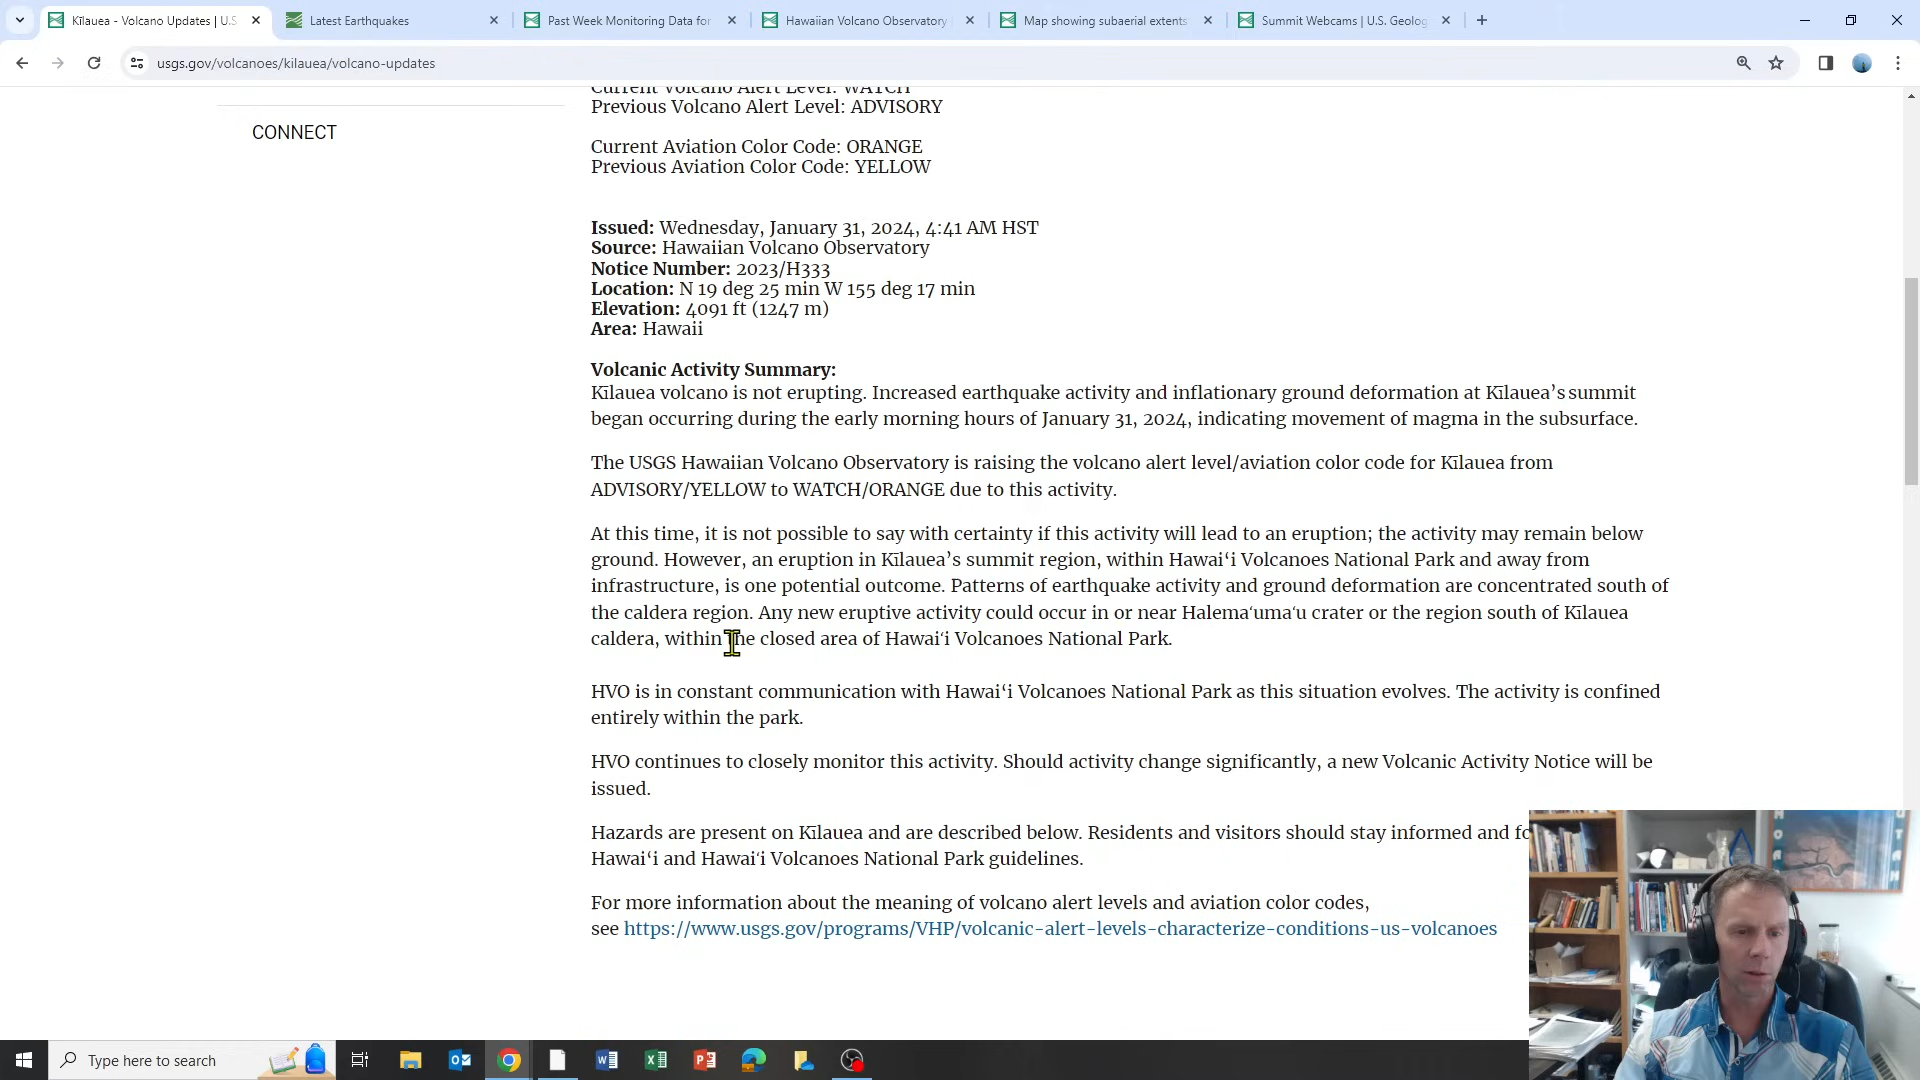 Kīlauea - Volcano Updates | U.S
Latest Earthquakes
Past Week Monitoring Data for
Hawaiian Volcano Observatory
Map showing subaerial extents
Summit Webcams | U.S. Geolog
usgs.gov/volcanoes/kilauea/volcano-updates
CONNECT
Current Volcano Alert Level: WATCH
Previous Volcano Alert Level: ADVISORY
Current Aviation Color Code: ORANGE
Previous Aviation Color Code: YELLOW
Issued: Wednesday, January 31, 2024, 4:41 AM HST
Source: Hawaiian Volcano Observatory
Notice Number: 2023/H333
Location: N 19 deg 25 min W 155 deg 17 min
Elevation: 4091 ft (1247 m)
Area: Hawaii
Volcanic Activity Summary:
Kīlauea volcano is not erupting. Increased earthquake activity and inflationary ground deformation at Kīlauea’s summit
began occurring during the early morning hours of January 31, 2024, indicating movement of magma in the subsurface.
The USGS Hawaiian Volcano Observatory is raising the volcano alert level/aviation color code for Kīlauea from
ADVISORY/YELLOW to WATCH/ORANGE due to this activity.
At this time, it is not possible to say with certainty if this activity will lead to an eruption; the activity may remain below
ground. However, an eruption in Kīlauea’s summit region, within Hawai‘i Volcanoes National Park and away from
infrastructure, is one potential outcome. Patterns of earthquake activity and ground deformation are concentrated south of
the caldera region. Any new eruptive activity could occur in or near Halemaʻumaʻu crater or the region south of Kīlauea
caldera, within the closed area of Hawaiʻi Volcanoes National Park.
HVO is in constant communication with Hawai‘i Volcanoes National Park as this situation evolves. The activity is confined
entirely within the park.
HVO continues to closely monitor this activity. Should activity change significantly, a new Volcanic Activity Notice will be
issued.
Hazards are present on Kīlauea and are described below. Residents and visitors should stay informed and fo
Hawai‘i and Hawaiʻi Volcanoes National Park guidelines.
For more information about the meaning of volcano alert levels and aviation color codes,
see https://www.usgs.gov/programs/VHP/volcanic-alert-levels-characterize-conditions-us-volcanoes
Type here to search